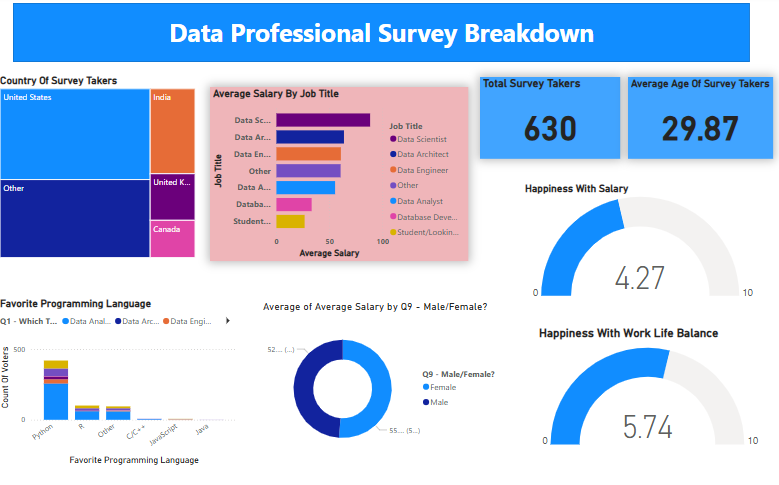 Data Professional Survey Breakdown
Country Of Survey Takers
United States
India
Other
United K...
Canada
Average Salary By Job Title
Job Title
Data Sc...
Data Ar...
Data En...
Other
Data A...
Databa...
Student...
0 50 100
Average Salary
Job Title
Data Scientist
Data Architect
Data Engineer
Other
Data Analyst
Database Deve...
Student/Lookin...
Total Survey Takers
630
Average Age Of Survey Takers
29.87
Happiness With Salary
4.27
0 10
Favorite Programming Language
Q1 - Which T... Data Anal... Data Arc... Data Engi...
Count Of Voters
500
0
Python R Other C/C++ JavaScript Java
Favorite Programming Language
Average of Average Salary by Q9 - Male/Female?
52.... (...)
55.... (5...)
Q9 - Male/Female?
Female
Male
Happiness With Work Life Balance
5.74
0 10